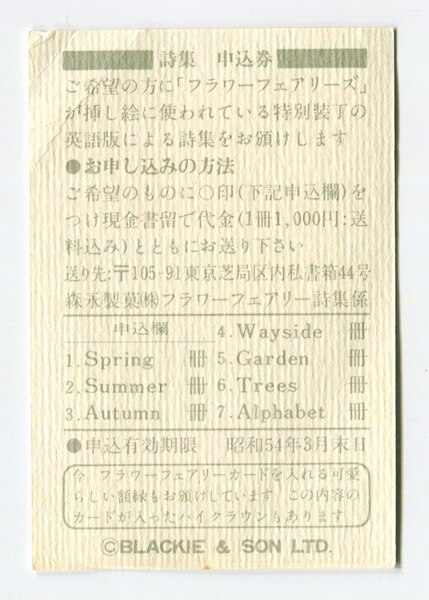 詩集 申込券
ご希望の方に「フラワーフェアリーズ」
が挿し絵に使われている特別装丁の
英語版による詩集をお頒けします
●お申し込みの方法
ご希望のものに○印(下記申込欄)を
つけ現金書留で代金(1冊1,000円:送
料込み)とともにお送り下さい
送り先:〒105-91東京芝局区内私書箱44号
森永製菓㈱フラワーフェアリー詩集係
申込欄
1.Spring 冊
2.Summer 冊
3.Autumn 冊
4.Wayside 冊
5.Garden 冊
6.Trees 冊
7.Alphabet 冊
●申込有効期限 昭和54年3月末日
今 フラワーフェアリーカードを入れる可愛
らしい額縁もお頒けしています この内容の
カードが入ったハイクラウンもあります
©BLACKIE & SON LTD.